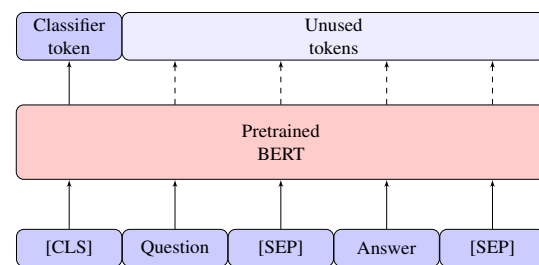 Classifier
token
Unused
tokens
Pretrained
BERT
[CLS] Question [SEP] Answer [SEP]